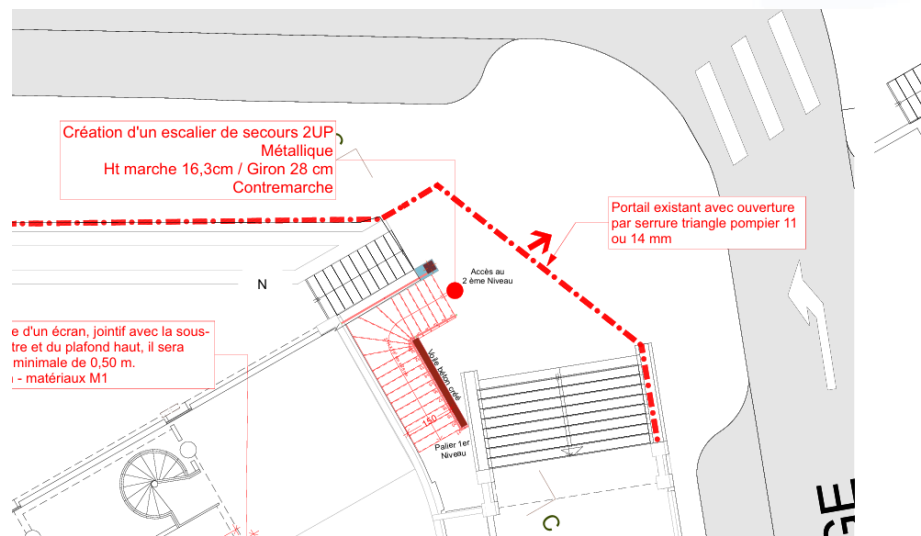 Création d'un escalier de secours 2UP
Métallique
Ht marche 16,3cm / Giron 28 cm
Contremarche
Portail existant avec ouverture
par serrure triangle pompier 11
ou 14 mm
Accès au
2 ème Niveau
N
e d'un écran, jointif avec la sous-
tre et du plafond haut, il sera
minimale de 0,50 m.
- matériaux M1
Voile béton créé
150
Palier 1er
Niveau
C
GE